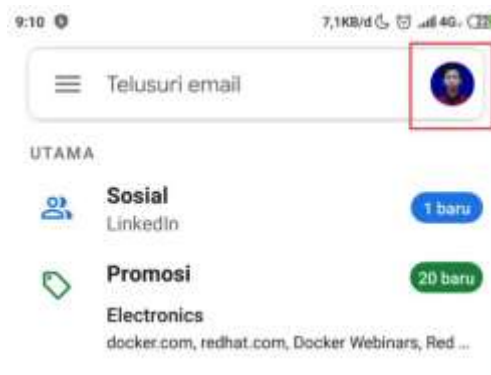 9:10 7,1KB/d 4G
Telusuri email
UTAMA
Sosial
1 baru
LinkedIn
Promosi
20 baru
Electronics
docker.com, redhat.com, Docker Webinars, Red ...